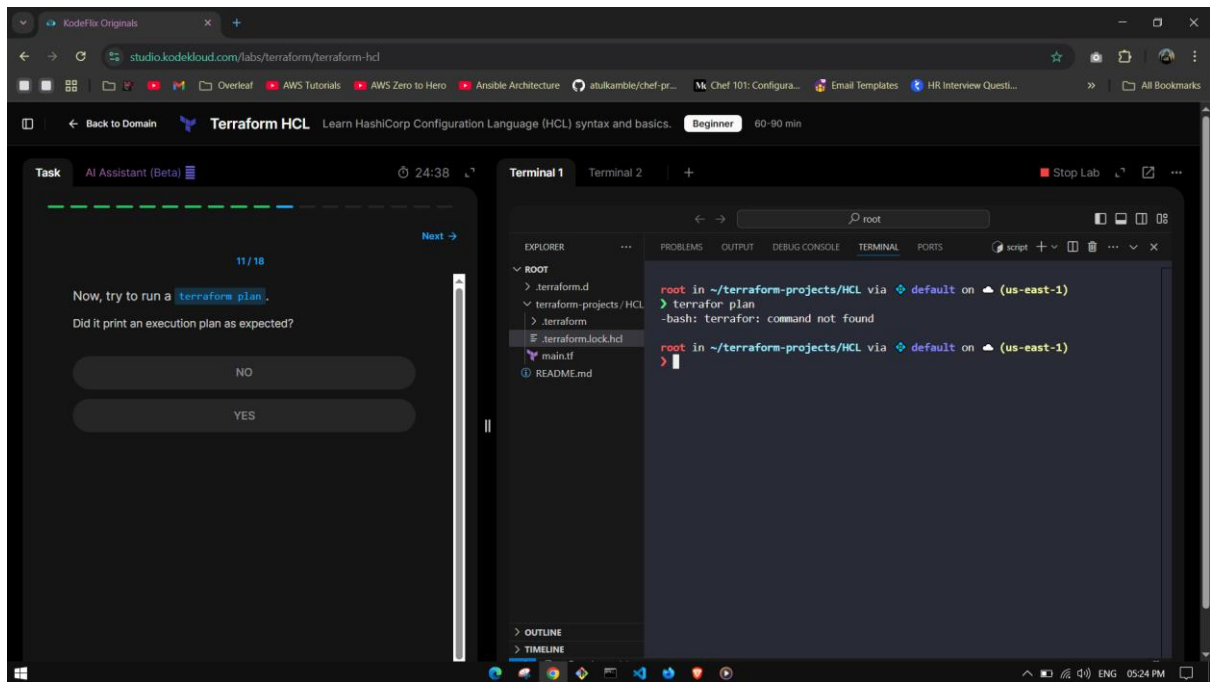 KodeFlix Originals
studio.kodekloud.com/labs/terraform/terraform-hcl
Overleaf AWS Tutorials AWS Zero to Hero Ansible Architecture atulkamble/chef-pr... Chef 101: Configura... Email Templates HR Interview Questi... » All Bookmarks
← Back to Domain Terraform HCL Learn HashiCorp Configuration Language (HCL) syntax and basics. Beginner 60-90 min
Task AI Assistant (Beta) 24:38
Terminal 1 Terminal 2 + Stop Lab ...
root
Next →
11 / 18
Now, try to run a terraform plan.
Did it print an execution plan as expected?
NO
YES
EXPLORER ...
ROOT
.terraform.d
terraform-projects / HCL
.terraform
.terraform.lock.hcl
main.tf
README.md
OUTLINE
TIMELINE
PROBLEMS OUTPUT DEBUG CONSOLE TERMINAL PORTS script
root in ~/terraform-projects/HCL via default on (us-east-1)
❯ terrafor plan
-bash: terrafor: command not found
root in ~/terraform-projects/HCL via default on (us-east-1)
❯
ENG 05:24 PM